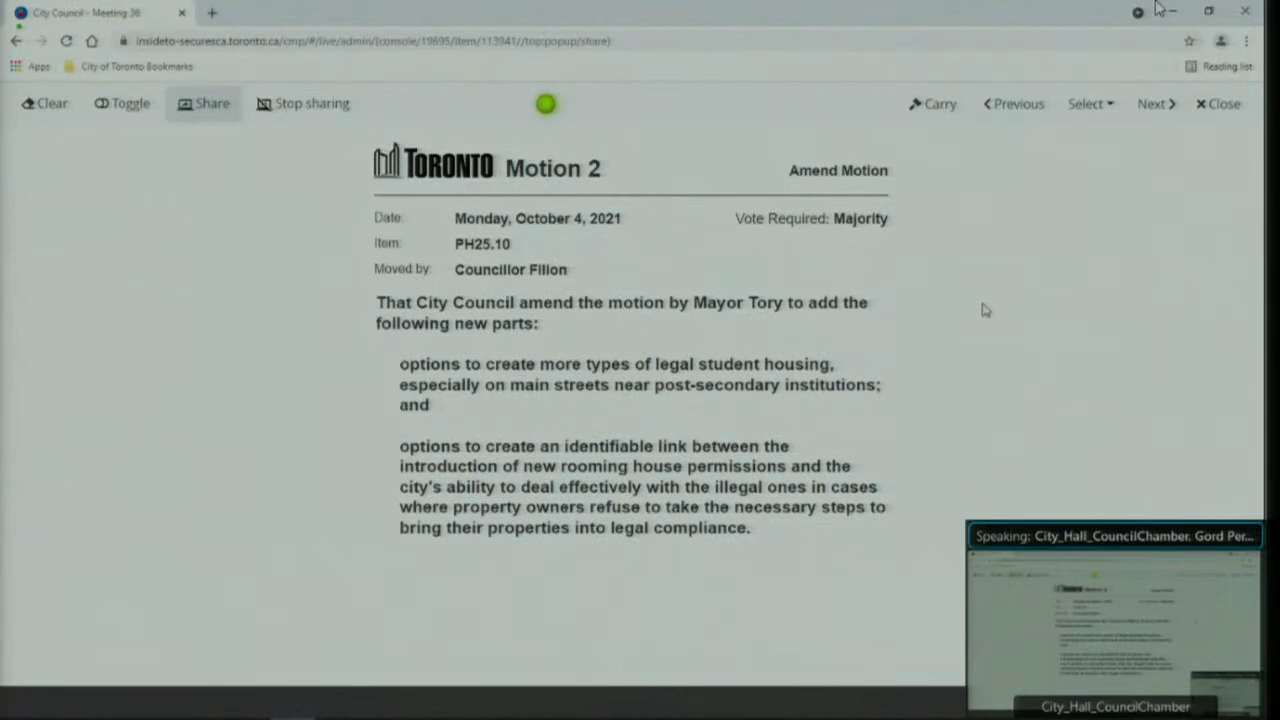 City Council - Meeting 36
insideto-securesca.toronto.ca/cmp/#/live/admin/(console/19695/item/113941//top:popup/share)
Apps City of Toronto Bookmarks Reading list
Clear Toggle Share Stop sharing Carry Previous Select Next Close
TORONTO Motion 2 Amend Motion
Date: Monday, October 4, 2021 Vote Required: Majority
Item: PH25.10
Moved by: Councillor Filion
That City Council amend the motion by Mayor Tory to add the
following new parts:
options to create more types of legal student housing,
especially on main streets near post-secondary institutions;
and
options to create an identifiable link between the
introduction of new rooming house permissions and the
city's ability to deal effectively with the illegal ones in cases
where property owners refuse to take the necessary steps to
bring their properties into legal compliance.
Speaking: City_Hall_CouncilChamber, Gord Per...
City_Hall_CouncilChamber